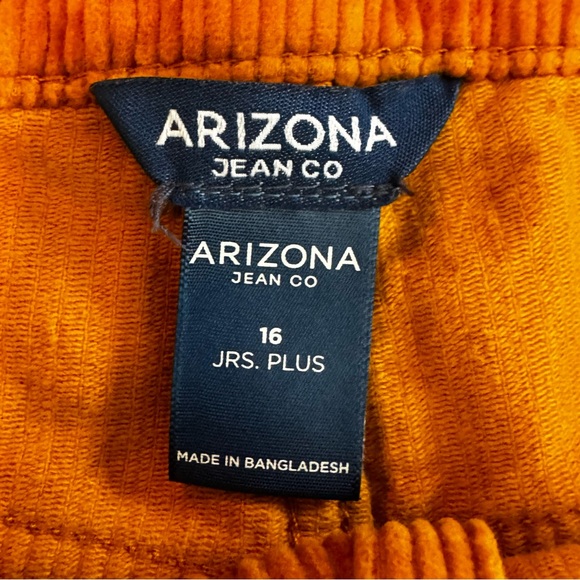 ARIZONA
JEAN CO
ARIZONA
JEAN CO
16
JRS. PLUS
MADE IN BANGLADESH